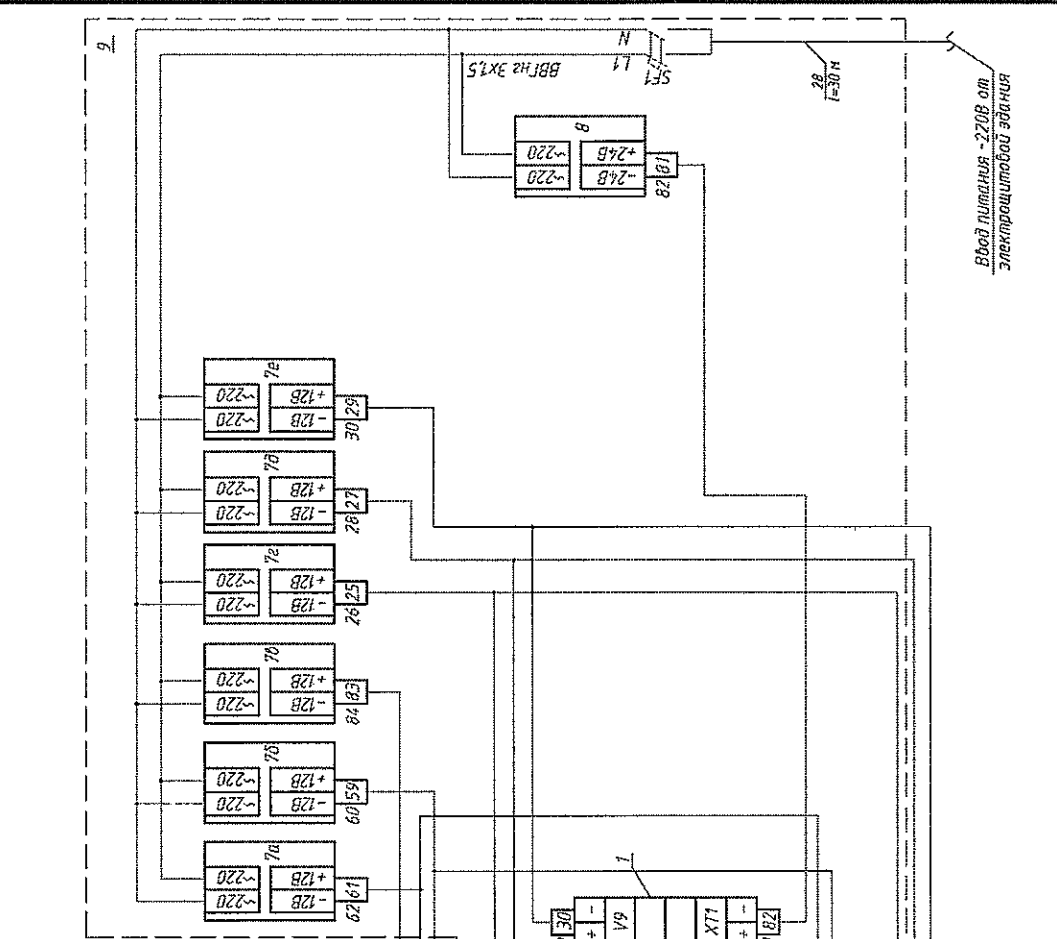 9
N
L1
SF1
ВВГнг 3х1,5
28
l=30 м
Ввод питания ~220В от
электрощитовой здания
8
~220 +24В 81
~220 -24В 82
7е
~220 +12В 29
~220 -12В 30
7д
~220 +12В 27
~220 -12В 28
7г
~220 +12В 25
~220 -12В 26
7в
~220 +12В 83
~220 -12В 84
7б
~220 +12В 59
~220 -12В 60
7а
~220 +12В 61
~220 -12В 62
1
30 - V9 XT1 - 82
+ +